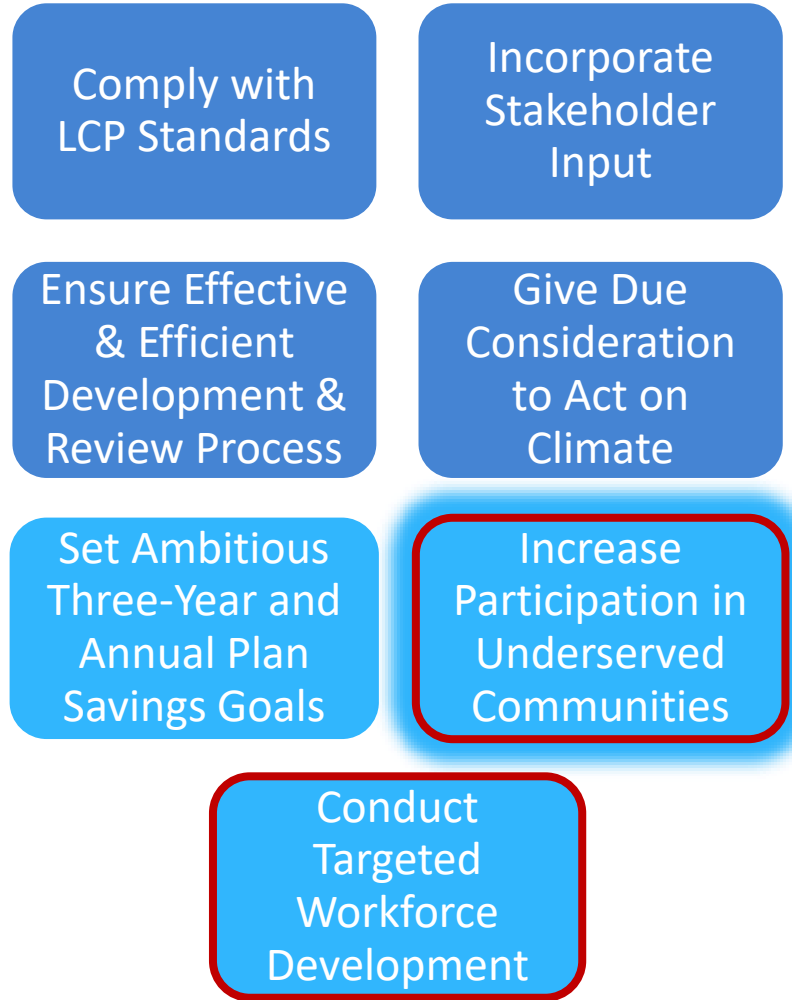 Comply with
LCP Standards
Incorporate
Stakeholder
Input
Ensure Effective
& Efficient
Development &
Review Process
Give Due
Consideration
to Act on
Climate
Set Ambitious
Three-Year and
Annual Plan
Savings Goals
Increase
Participation in
Underserved
Communities
Conduct
Targeted
Workforce
Development